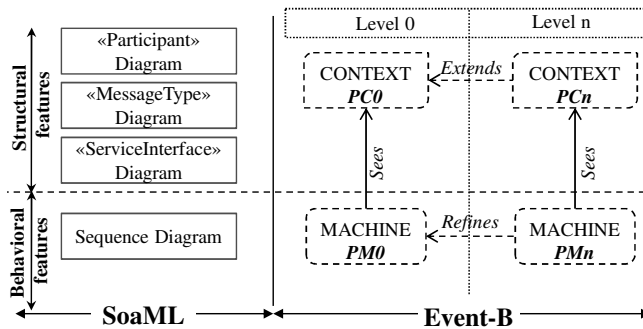 Level 0
Level n
Structural
features
«Participant»
Diagram
«MessageType»
Diagram
«ServiceInterface»
Diagram
CONTEXT
PC0
Extends
CONTEXT
PCn
Sees
Sees
Behavioral
features
Sequence Diagram
MACHINE
PM0
Refines
MACHINE
PMn
SoaML
Event-B